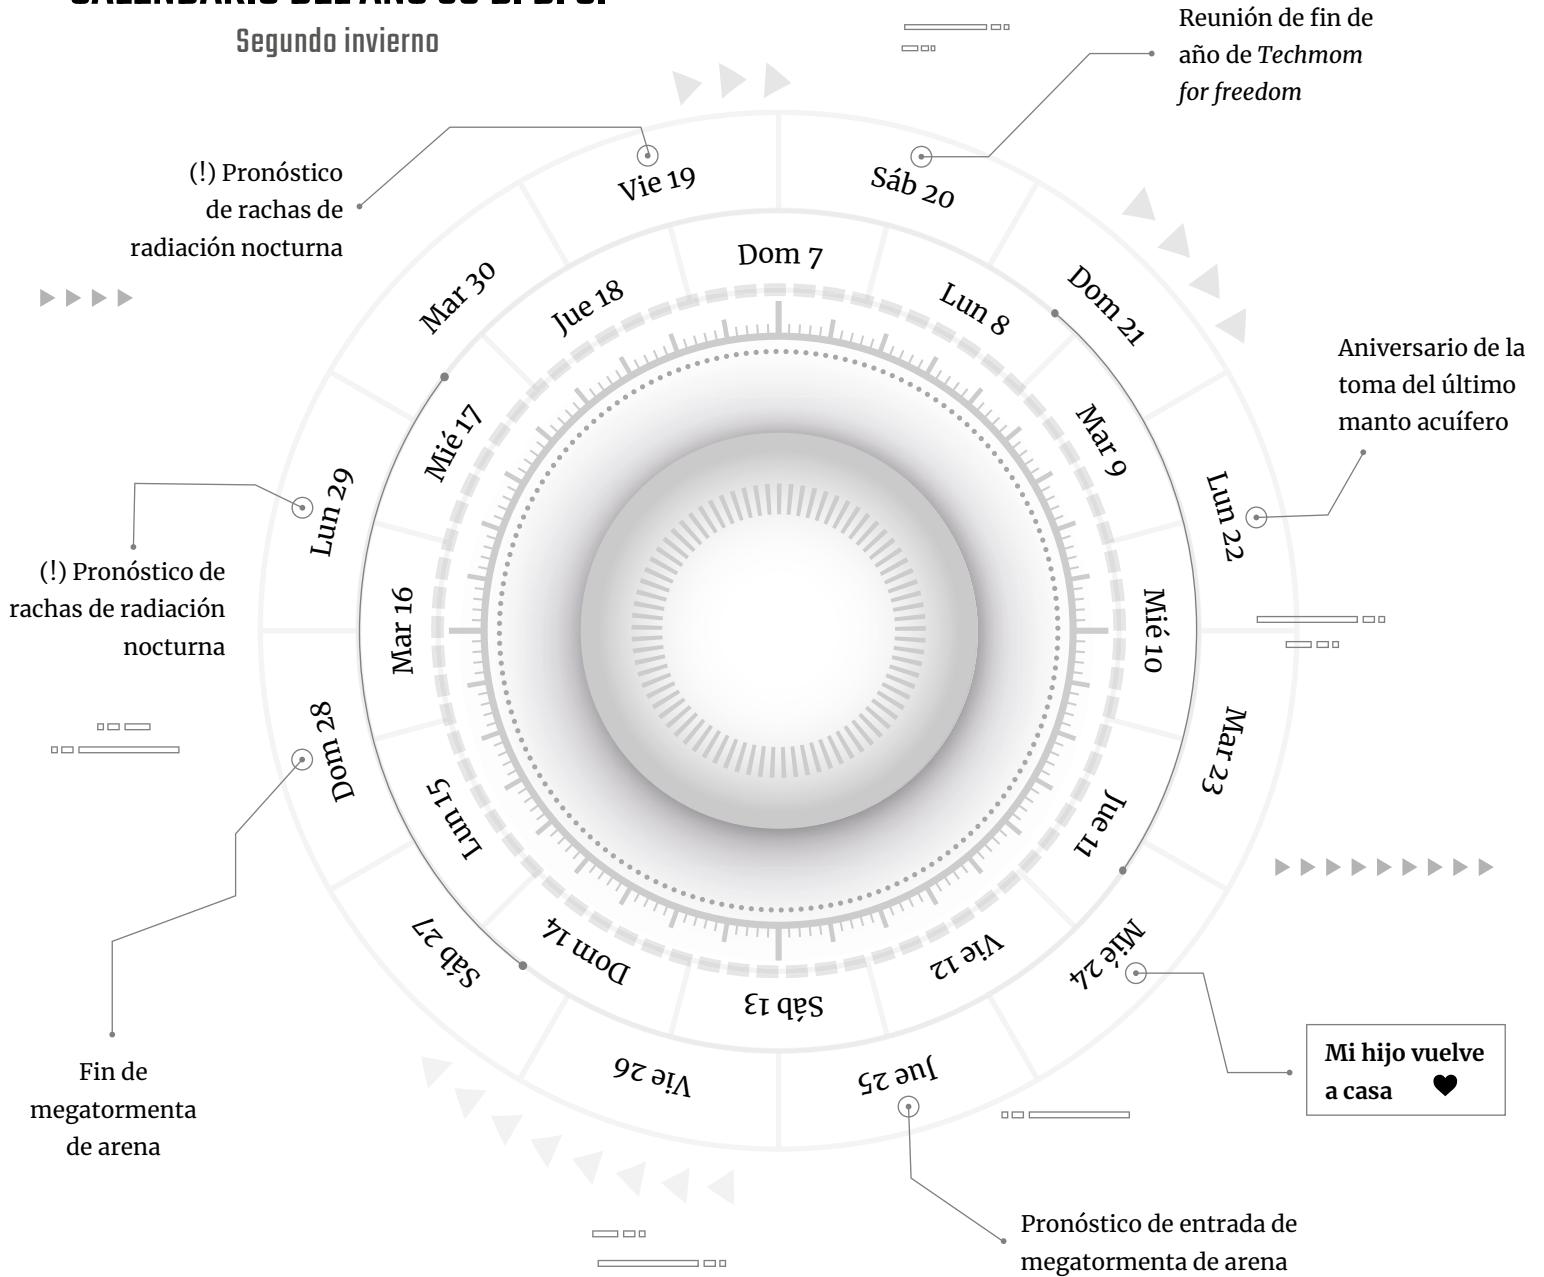 CALENDARIO DEL AÑO
Segundo invierno
Reunión de fin de
año de Techmom
for freedom
(!) Pronóstico
de rachas de
radiación nocturna
Aniversario de la
toma del último
manto acuífero
(!) Pronóstico de
rachas de radiación
nocturna
Fin de
megatormenta
de arena
Mi hijo vuelve
a casa ♥
Pronóstico de entrada de
megatormenta de arena
Dom 7
Lun 8
Mar 9
Mié 10
Jue 11
Vie 12
Sáb 13
Dom 14
Lun 15
Mar 16
Mié 17
Jue 18
Vie 19
Sáb 20
Dom 21
Lun 22
Mar 23
Mié 24
Jue 25
Vie 26
Sáb 27
Dom 28
Lun 29
Mar 30